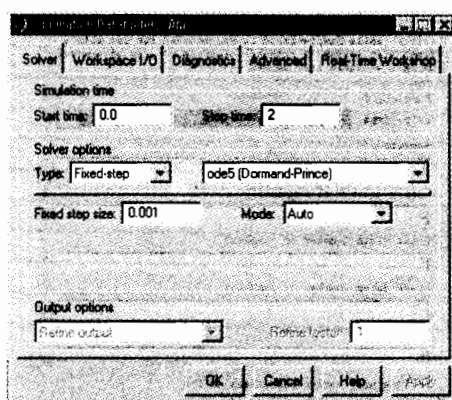 Solver Workspace I/O Diagnostics Advanced Real-Time Workshop
Simulation time
Start time: 0.0 Stop time: 2
Solver options
Type: Fixed-step ode5 (Dormand-Prince)
Fixed step size: 0.001 Mode: Auto
Output options
Refine output Refine factor: 1
OK Cancel Help Apply